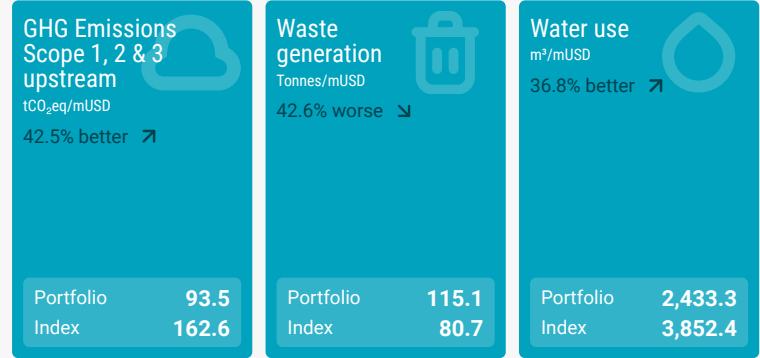 GHG Emissions
Scope 1, 2 & 3
upstream
tCO₂eq/mUSD
42.5% better
Portfolio 93.5
Index 162.6
Waste
generation
Tonnes/mUSD
42.6% worse
Portfolio 115.1
Index 80.7
Water use
m³/mUSD
36.8% better
Portfolio 2,433.3
Index 3,852.4